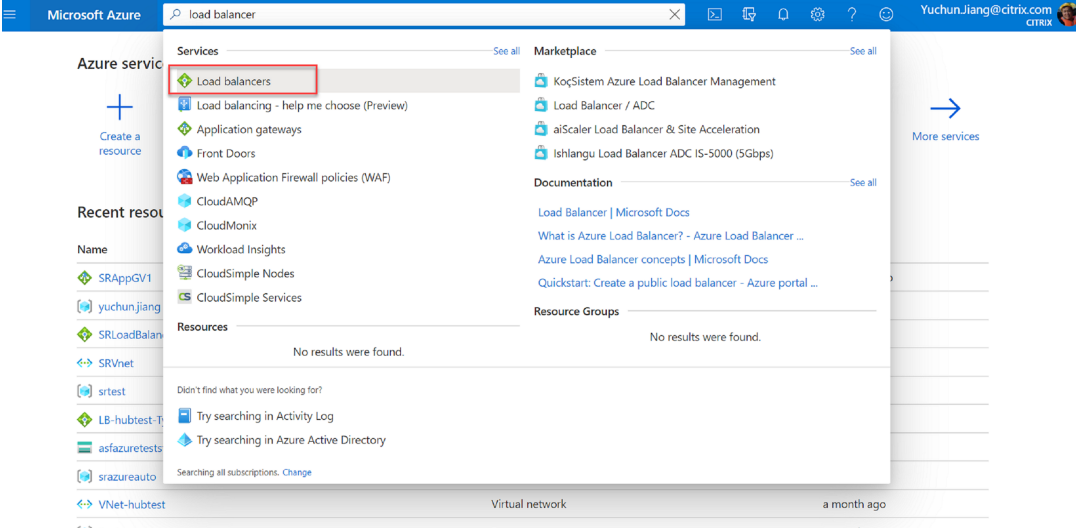 Microsoft Azure
load balancer
Yuchun.Jiang@citrix.com
CITRIX
Azure servic
Create a
resource
More services
Recent resou
Name
SRAppGV1
yuchun.jiang
SRLoadBalan
SRVnet
srtest
LB-hubtest-Ty
asfazuretests
srazureauto
VNet-hubtest
Virtual network
a month ago
Services
See all
Load balancers
Load balancing - help me choose (Preview)
Application gateways
Front Doors
Web Application Firewall policies (WAF)
CloudAMQP
CloudMonix
Workload Insights
CloudSimple Nodes
CS
CloudSimple Services
Resources
No results were found.
Marketplace
See all
KoçSistem Azure Load Balancer Management
Load Balancer / ADC
aiScaler Load Balancer & Site Acceleration
Ishlangu Load Balancer ADC IS-5000 (5Gbps)
Documentation
See all
Load Balancer | Microsoft Docs
What is Azure Load Balancer? - Azure Load Balancer ...
Azure Load Balancer concepts | Microsoft Docs
Quickstart: Create a public load balancer - Azure portal ...
Resource Groups
No results were found.
Didn't find what you were looking for?
Try searching in Activity Log
Try searching in Azure Active Directory
Searching all subscriptions. Change